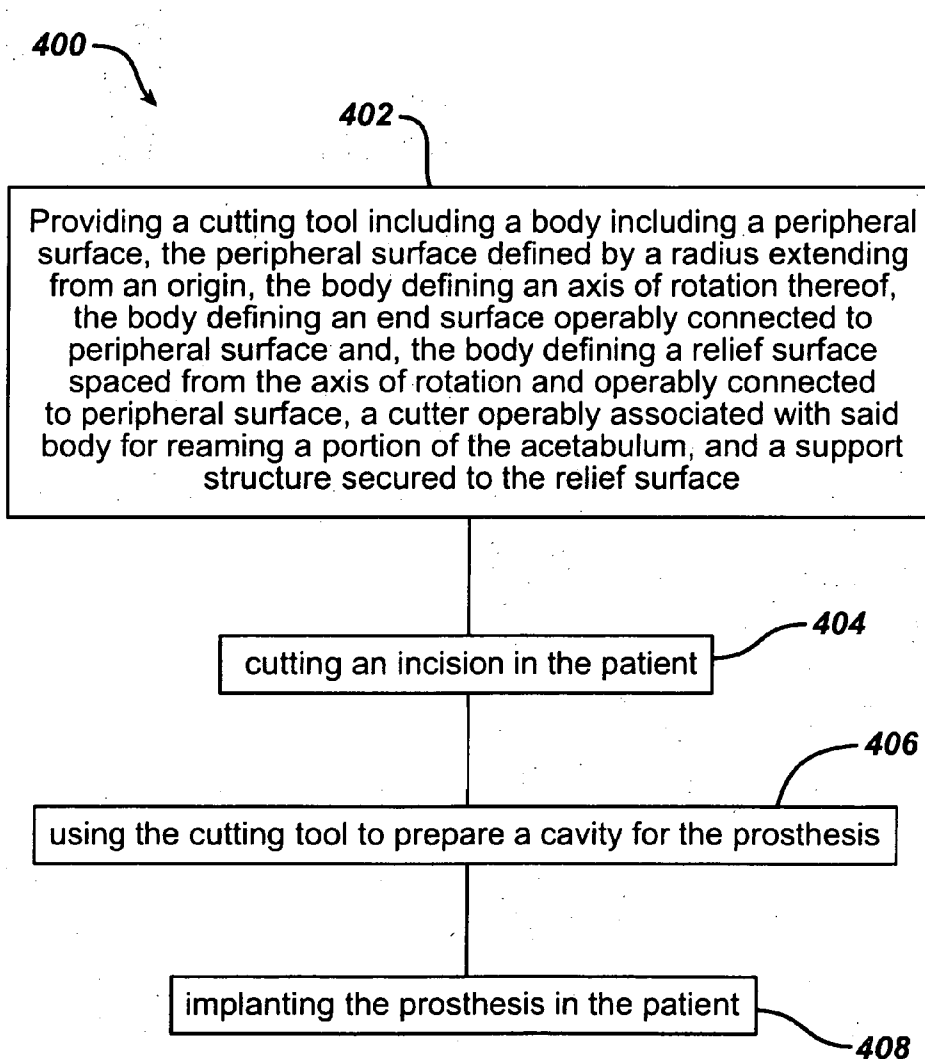 400
402
Providing a cutting tool including a body including a peripheral
surface, the peripheral surface defined by a radius extending
from an origin, the body defining an axis of rotation thereof,
the body defining an end surface operably connected to
peripheral surface and, the body defining a relief surface
spaced from the axis of rotation and operably connected
to peripheral surface, a cutter operably associated with said
body for reaming a portion of the acetabulum, and a support
structure secured to the relief surface
404
cutting an incision in the patient
406
using the cutting tool to prepare a cavity for the prosthesis
implanting the prosthesis in the patient
408